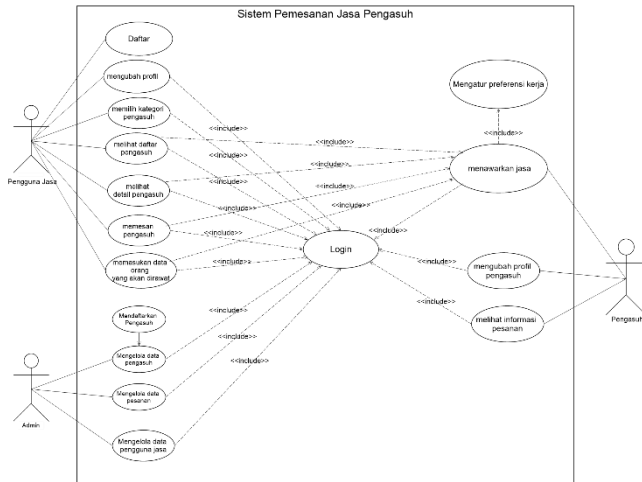 Sistem Pemesanan Jasa Pengasuh
Daftar
mengubah profil
memilih kategori
pengasuh
melihat daftar
pangasuh
melihat
detail pengasuh
memesan
pengasuh
memasukan data
orang
yang akan dirawat
Pengguna Jasa
<<include>>
<<include>>
<<include>>
<<include>>
<<include>>
<<include>>
<<include>>
<<include>>
<<include>>
<<include>>
<<include>>
Mengatur preferensi kerja
<<include>>
menawarkan jasa
<<include>>
Login
<<include>>
mengubah profil
pengasuh
<<include>>
melihat informasi
pesanan
Pengasuh
Mandaftarkan
Pengasuh
Mengelola data
pengasuh
Mengelola data
pesanan
Mengelola data
pengguna jasa
<<include>>
<<include>>
<<include>>
Admin